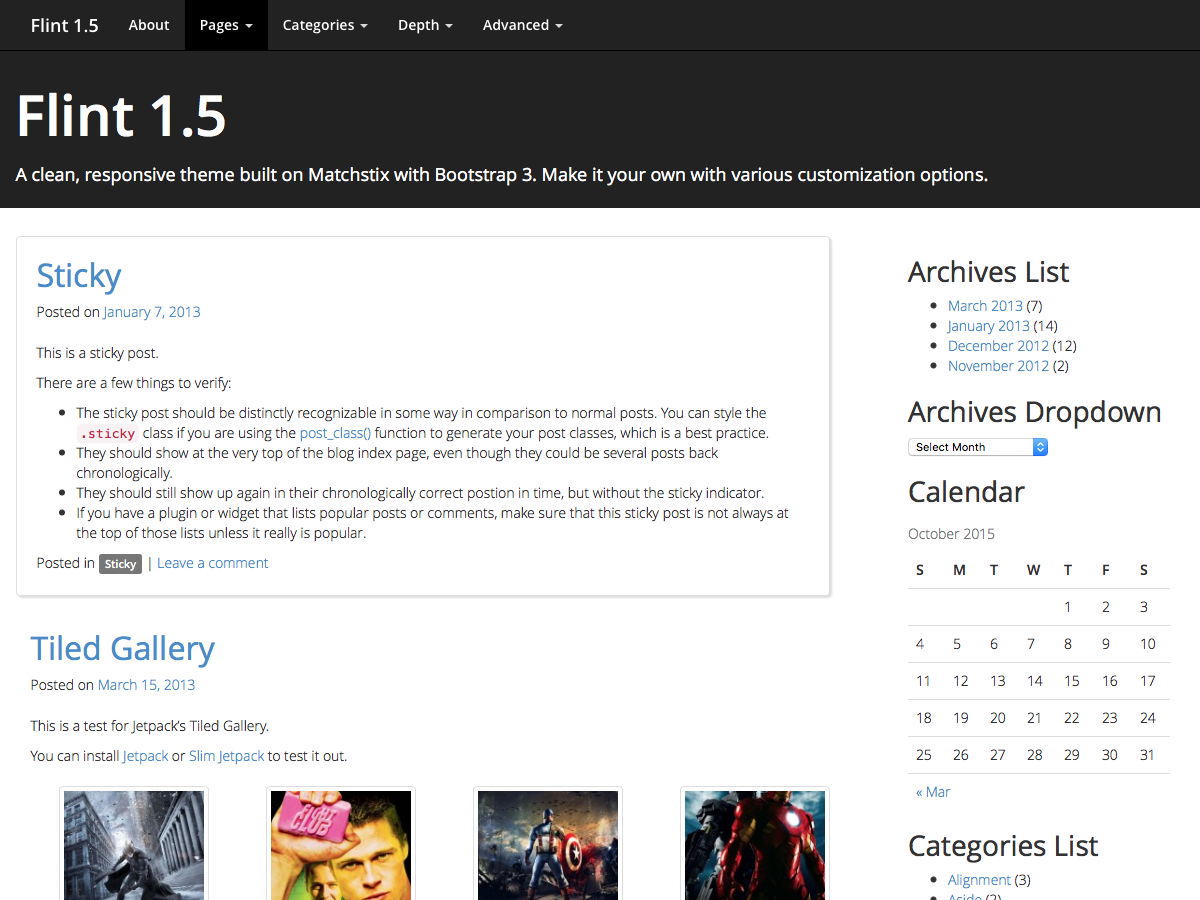 Flint 1.5 About Pages Categories Depth Advanced
Flint 1.5
A clean, responsive theme built on Matchstix with Bootstrap 3. Make it your own with various customization options.
Sticky
Posted on January 7, 2013
This is a sticky post.
There are a few things to verify:
The sticky post should be distinctly recognizable in some way in comparison to normal posts. You can style the
.sticky class if you are using the post_class() function to generate your post classes, which is a best practice.
They should show at the very top of the blog index page, even though they could be several posts back
chronologically.
They should still show up again in their chronologically correct postion in time, but without the sticky indicator.
If you have a plugin or widget that lists popular posts or comments, make sure that this sticky post is not always at
the top of those lists unless it really is popular.
Posted in Sticky | Leave a comment
Tiled Gallery
Posted on March 15, 2013
This is a test for Jetpack's Tiled Gallery.
You can install Jetpack or Slim Jetpack to test it out.
FIGHT
CLUB
Archives List
March 2013 (7)
January 2013 (14)
December 2012 (12)
November 2012 (2)
Archives Dropdown
Select Month
Calendar
October 2015
S M T W T F S
1 2 3
4 5 6 7 8 9 10
11 12 13 14 15 16 17
18 19 20 21 22 23 24
25 26 27 28 29 30 31
« Mar
Categories List
Alignment (3)
Aside (2)